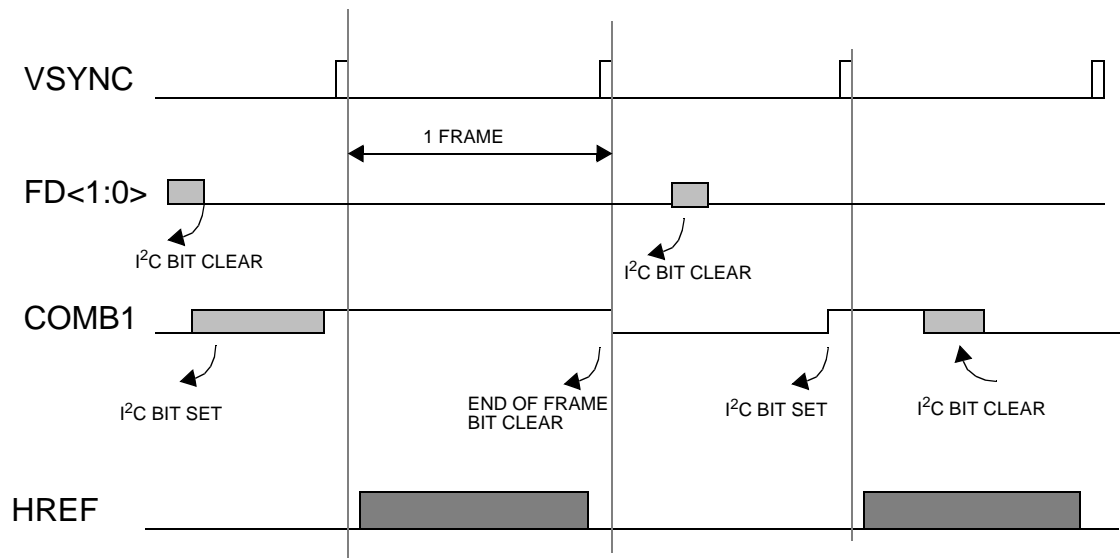 VSYNC
1 FRAME
FD<1:0>
I²C BIT CLEAR
I²C BIT CLEAR
COMB1
I²C BIT SET
END OF FRAME
BIT CLEAR
I²C BIT SET
I²C BIT CLEAR
HREF